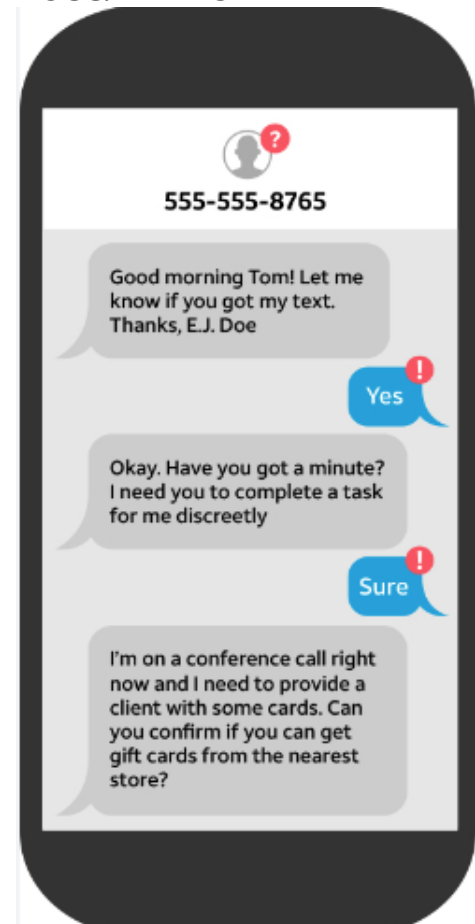 ?
555-555-8765
Good morning Tom! Let me
know if you got my text.
Thanks, E.J. Doe
!
Yes
Okay. Have you got a minute?
I need you to complete a task
for me discreetly
!
Sure
I'm on a conference call right
now and I need to provide a
client with some cards. Can
you confirm if you can get
gift cards from the nearest
store?